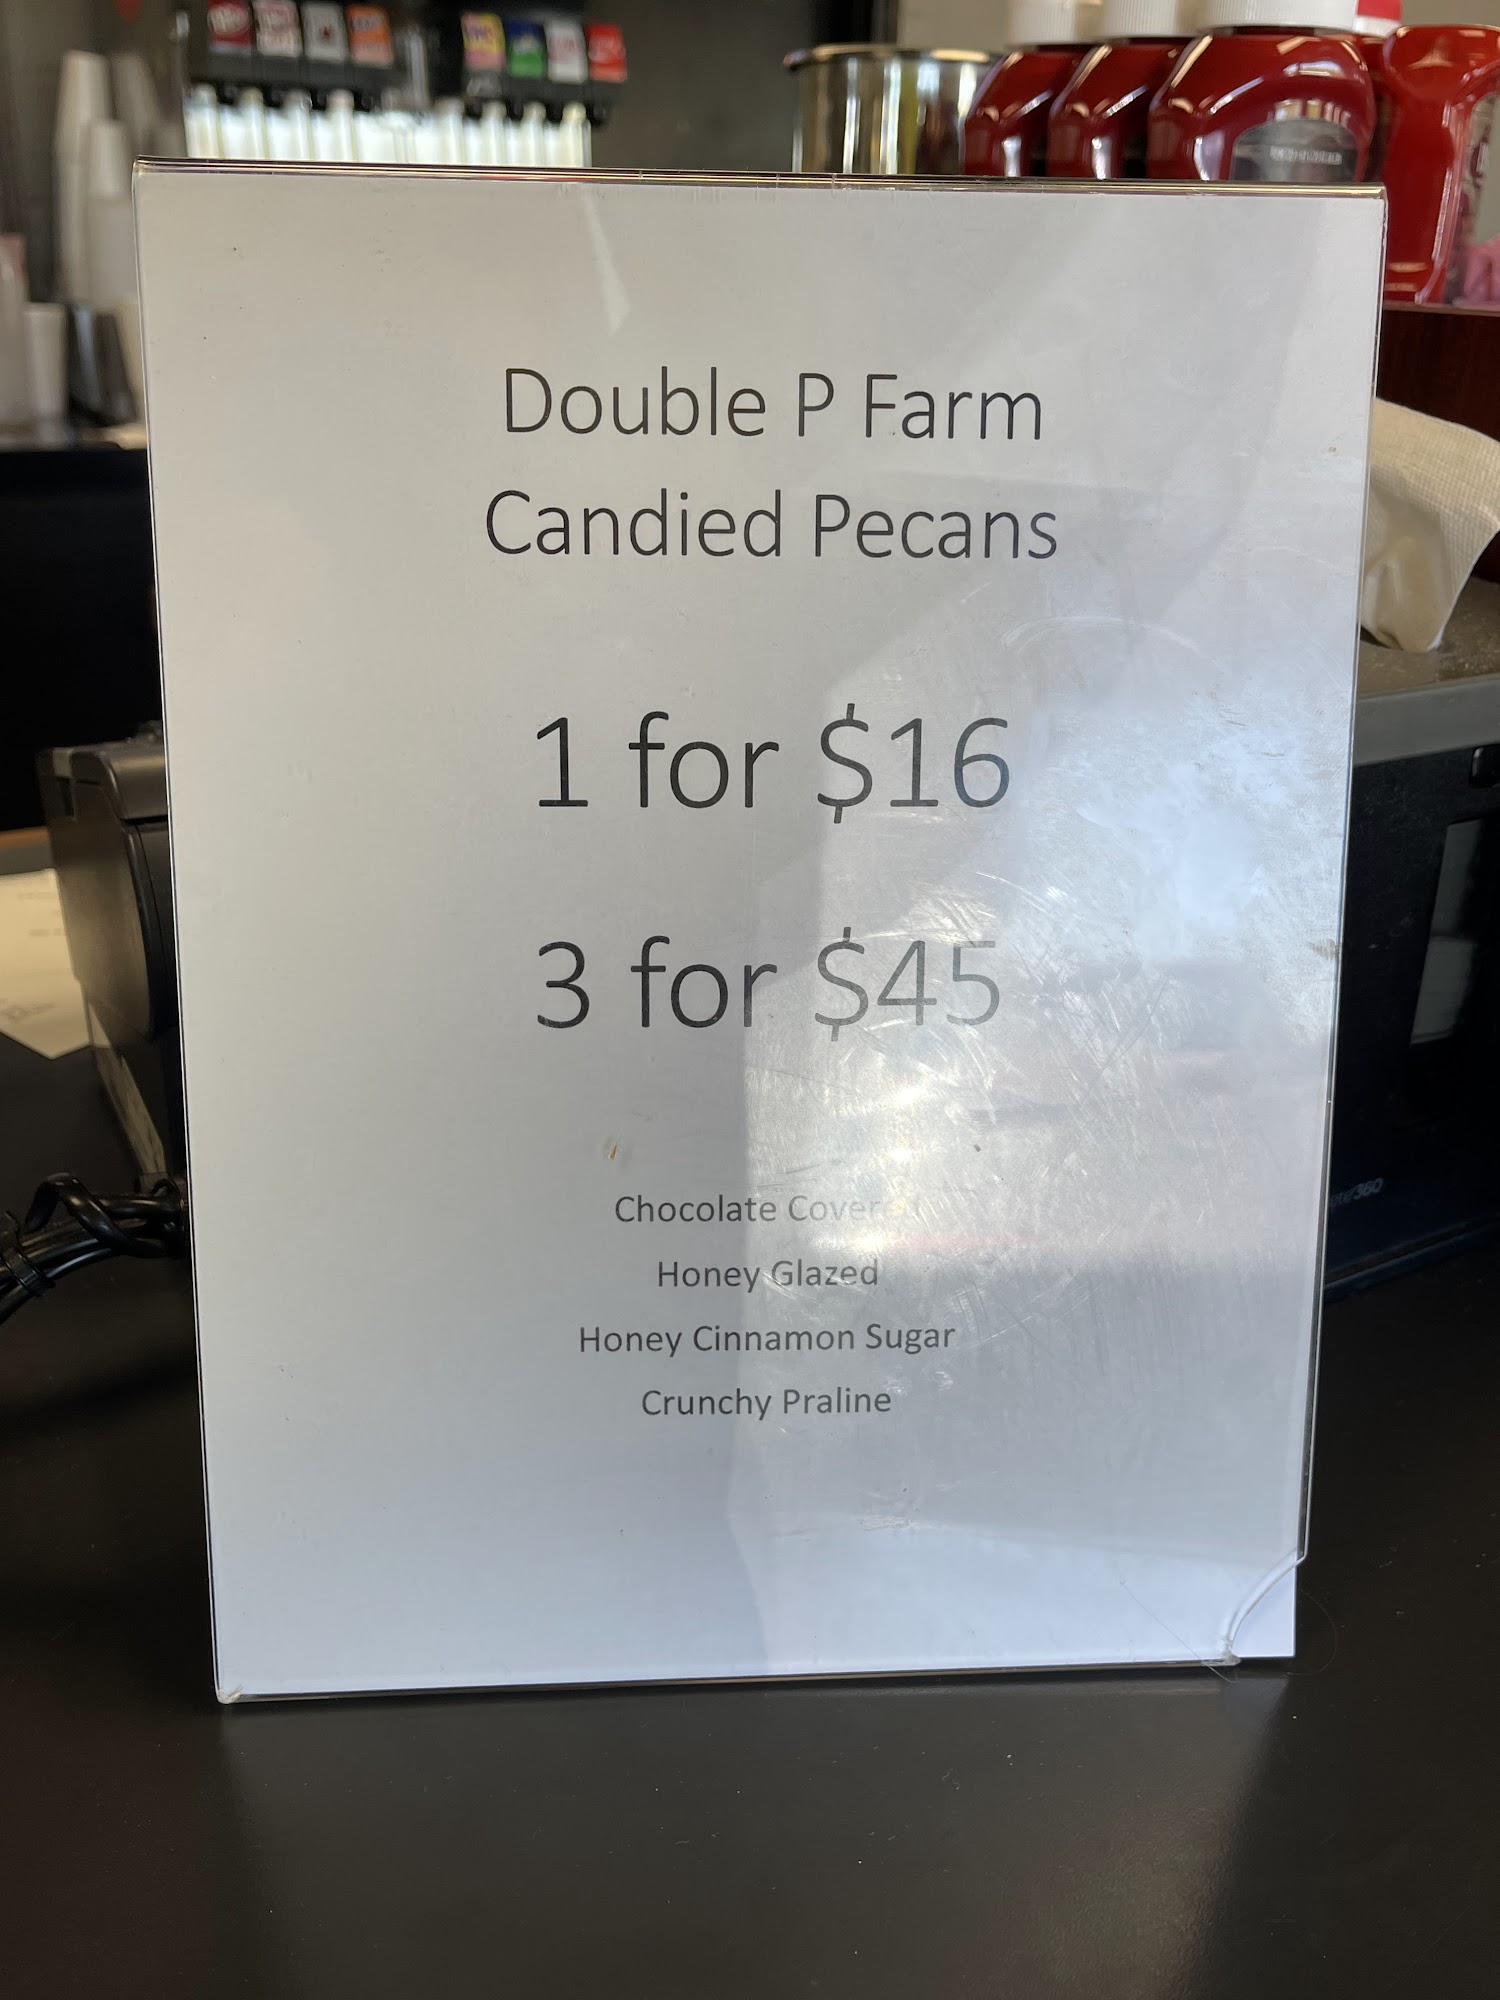 Double P Farm
Candied Pecans
1 for $16
3 for $45
Chocolate Covered
Honey Glazed
Honey Cinnamon Sugar
Crunchy Praline